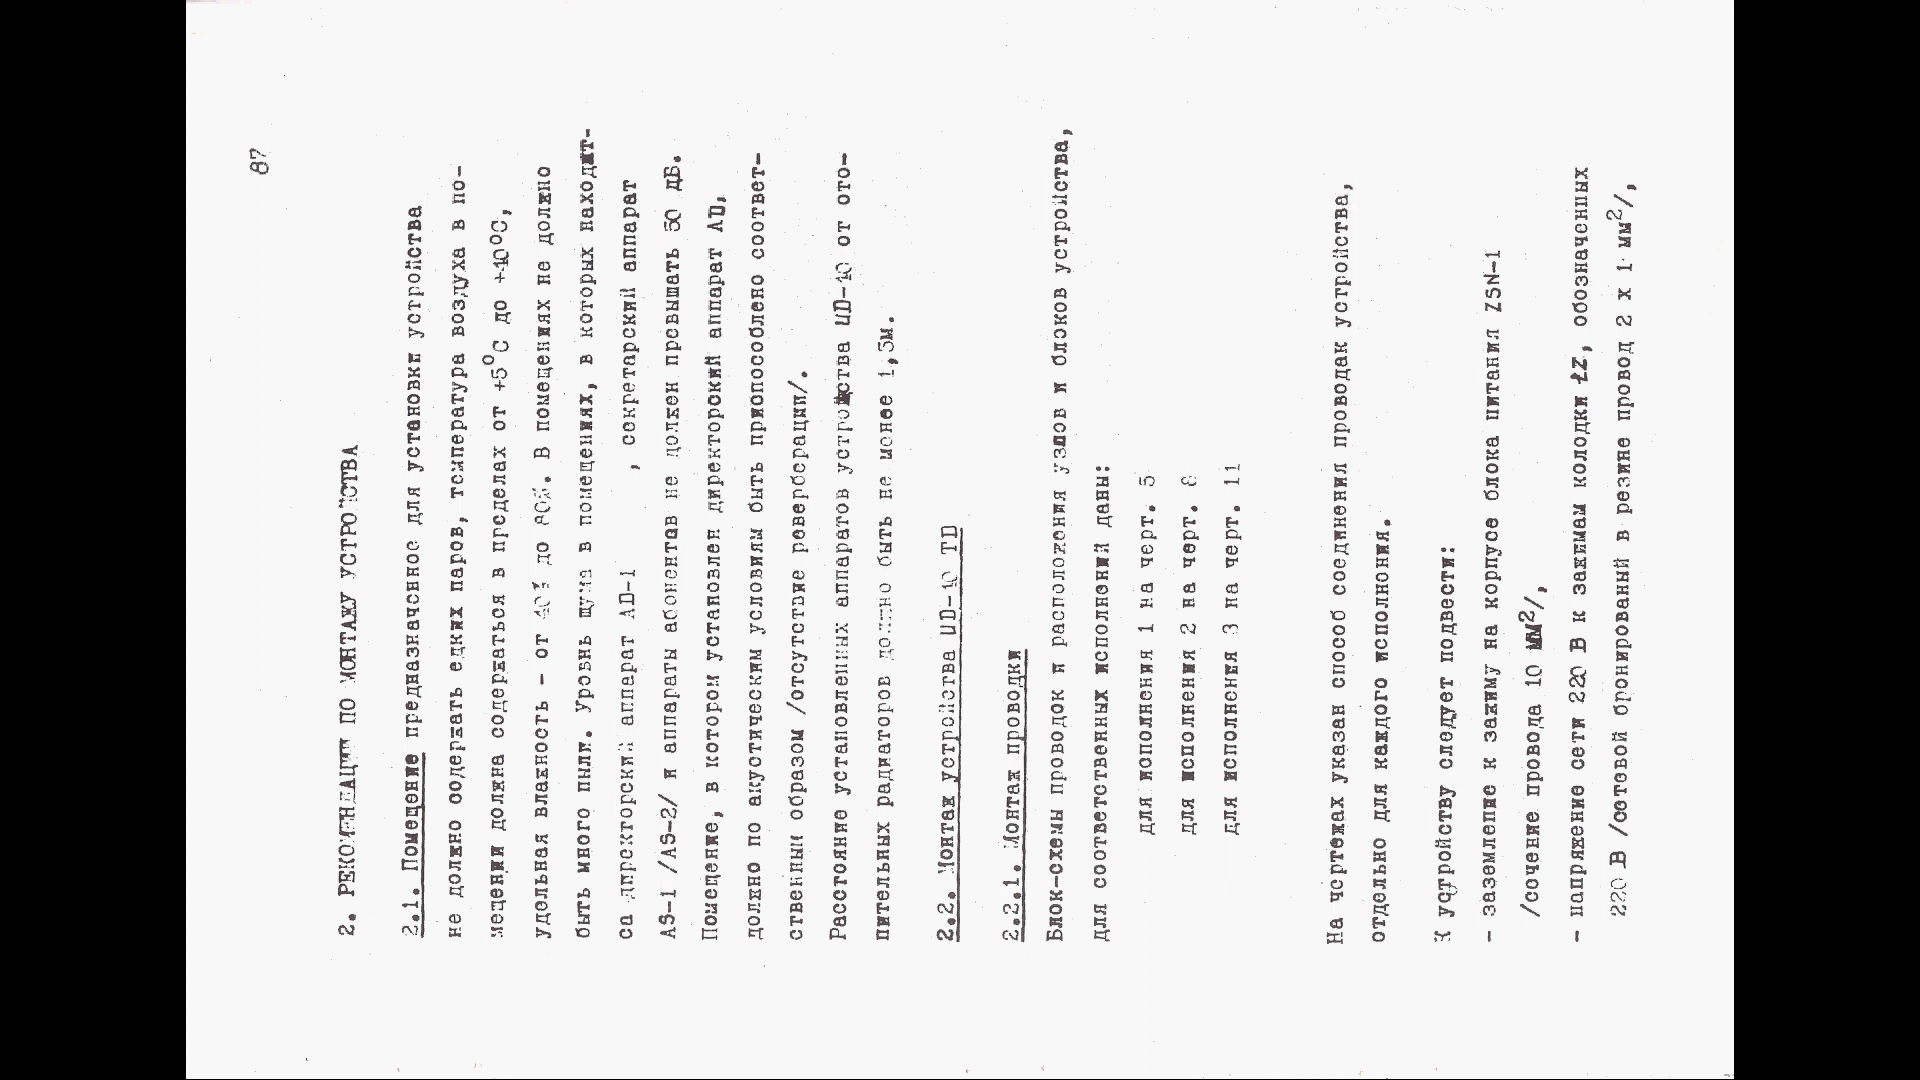 87
2. РЕКОМЕНДАЦИИ ПО МОНТАЖУ УСТРОЙСТВА
2.1. Помещение предназначенное для установки устройства
не должно содержать едких паров, температура воздуха в по-
мещении должна содержаться в пределах от +5°C до +40°C,
удельная влажность - от 40% до 80%. В помещениях не должно
быть много пыли. Уровнь шума в помещениях, в которых находит-
са директорский аппарат AD-1 , секретарский аппарат
AS-1 /AS-2/ и аппараты абонентав не должен превышать 50 дБ.
Помещение, в котором установлен директорский аппарат AD,
должно по акустическим условиям быть приспособлено соответ-
ственным образом /отсутствие реверберации/.
Расстояние установленных аппаратов устройства UD-40 от ото-
пительных радиаторов должно быть не менее 1,5м.
2.2. Монтаж устройства UD-40 TD
2.2.1. Монтаж проводки
Блок-схемы проводок и расположения узлов и блоков устройства,
для соответственных исполнений даны:
для исполнения 1 на черт. 5
для исполнения 2 на черт. 8
для исполнения 3 на черт. 11
На чертежах указан способ соединения проводак устройства,
отдельно для каждого исполнения.
К устройству следует подвести:
- заземление к зажиму на корпусе блока питания ZSN-1
/сечение провода 10 мм²/,
- напряжение сети 220 В к зажимам колодки ŁZ, обозначенных
220 В /сетевой бронированный в резине провод 2 x 1 мм²/,